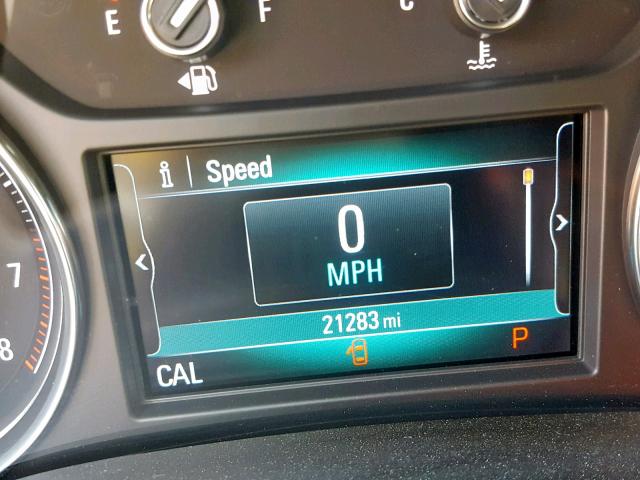 E F C
i | Speed
0
MPH
7
21283 mi
8
CAL P